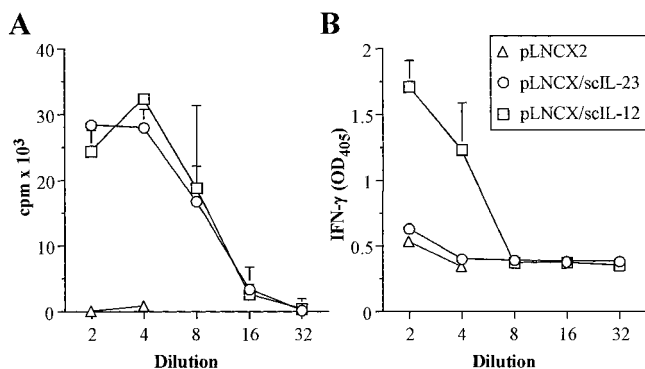 A
cpm x 10³
40
30
20
10
0
2 4 8 16 32
Dilution
B
IFN-γ (OD₄₀₅)
2
1.5
1
0.5
0
2 4 8 16 32
Dilution
pLNCX2
pLNCX/scIL-23
pLNCX/scIL-12